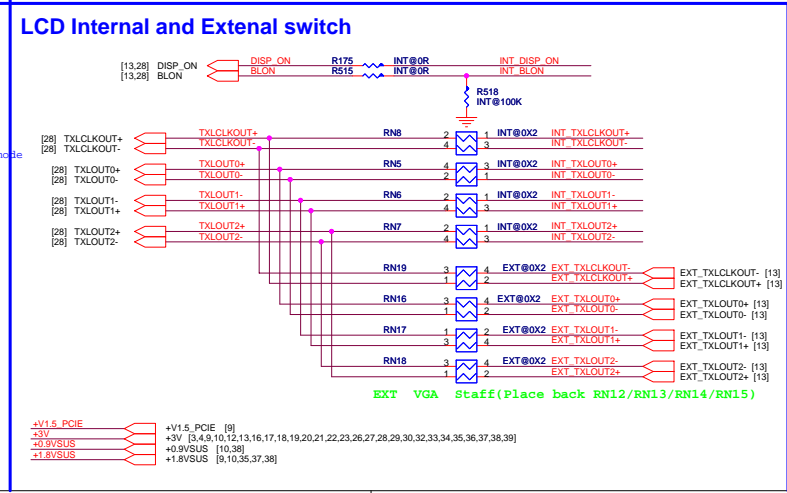 LCD Internal and Extenal switch
[13,28] DISP_ON DISP_ON R175 INT@0R INT_DISP_ON
[13,28] BLON BLON R515 INT@0R INT_BLON
R518
INT@100K
[28] TXLCLKOUT+ TXLCLKOUT+ RN8 2 1 INT@0X2 INT_TXLCLKOUT+
[28] TXLCLKOUT- TXLCLKOUT- 4 3 INT_TXLCLKOUT-
node
[28] TXLOUT0+ TXLOUT0+ RN5 4 3 INT@0X2 INT_TXLOUT0+
[28] TXLOUT0- TXLOUT0- 2 1 INT_TXLOUT0-
[28] TXLOUT1- TXLOUT1- RN6 2 1 INT@0X2 INT_TXLOUT1-
[28] TXLOUT1+ TXLOUT1+ 4 3 INT_TXLOUT1+
[28] TXLOUT2+ TXLOUT2+ RN7 2 1 INT@0X2 INT_TXLOUT2+
[28] TXLOUT2- TXLOUT2- 4 3 INT_TXLOUT2-
RN19 3 4 EXT@0X2 EXT_TXLCLKOUT- EXT_TXLCLKOUT- [13]
1 2 EXT_TXLCLKOUT+ EXT_TXLCLKOUT+ [13]
RN16 3 4 EXT@0X2 EXT_TXLOUT0+ EXT_TXLOUT0+ [13]
1 2 EXT_TXLOUT0- EXT_TXLOUT0- [13]
RN17 1 2 EXT@0X2 EXT_TXLOUT1- EXT_TXLOUT1- [13]
3 4 EXT_TXLOUT1+ EXT_TXLOUT1+ [13]
RN18 3 4 EXT@0X2 EXT_TXLOUT2- EXT_TXLOUT2- [13]
1 2 EXT_TXLOUT2+ EXT_TXLOUT2+ [13]
EXT VGA Staff(Place back RN12/RN13/RN14/RN15)
+V1.5_PCIE +V1.5_PCIE [9]
+3V +3V [3,4,9,10,12,13,16,17,18,19,20,21,22,23,26,27,28,29,30,32,33,34,35,36,37,38,39]
+0.9VSUS +0.9VSUS [10,38]
+1.8VSUS +1.8VSUS [9,10,35,37,38]